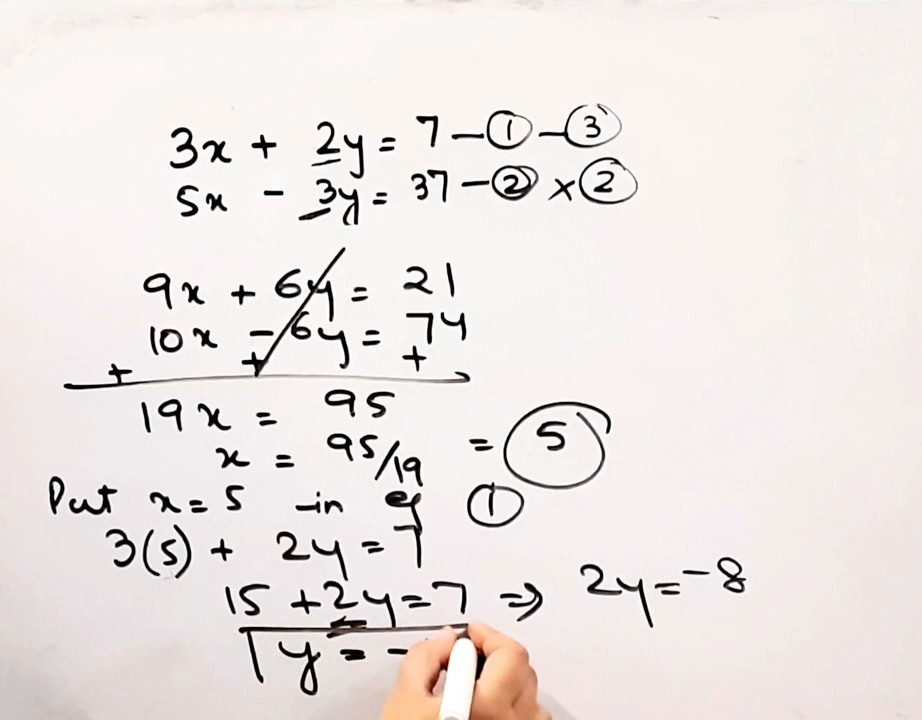 3x + 2y = 7 — ① — ③
5x - 3y = 37 — ② × ②
9x + 6y = 21
10x - 6y = 74
+ + +
19x = 95
x = 95/19 = 5
Put x = 5 in eq ①
3(5) + 2y = 7
15 + 2y = 7 ⇒ 2y = -8
y = -